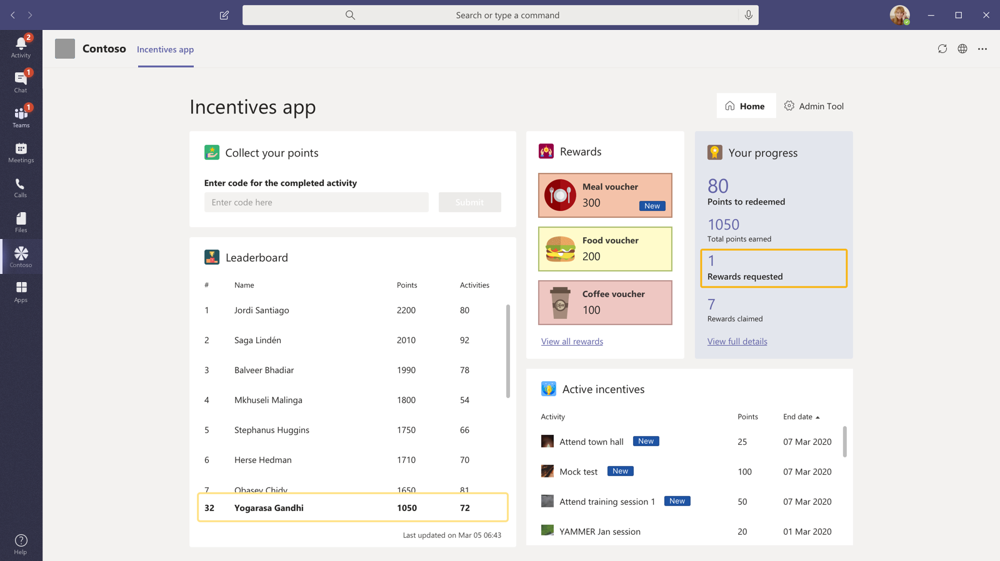 Search or type a command
2
Activity
1
Chat
1
Teams
Meetings
Calls
Files
Contoso
Apps
Help
Contoso
Incentives app
Incentives app
Home
Admin Tool
Collect your points
Enter code for the completed activity
Enter code here
Submit
Leaderboard
# Name Points Activities
1 Jordi Santiago 2200 80
2 Saga Lindén 2010 92
3 Balveer Bhadiar 1990 78
4 Mkhuseli Malinga 1800 54
5 Stephanus Huggins 1750 66
6 Herse Hedman 1710 70
7 Obasey Chidy 1650 81
32 Yogarasa Gandhi 1050 72
Last updated on Mar 05 06:43
Rewards
Meal voucher
300
New
Food voucher
200
Coffee voucher
100
View all rewards
Your progress
80
Points to redeemed
1050
Total points earned
1
Rewards requested
7
Rewards claimed
View full details
Active incentives
Activity Points End date
Attend town hall New 25 07 Mar 2020
Mock test New 100 07 Mar 2020
Attend training session 1 New 50 07 Mar 2020
YAMMER Jan session 20 01 Mar 2020